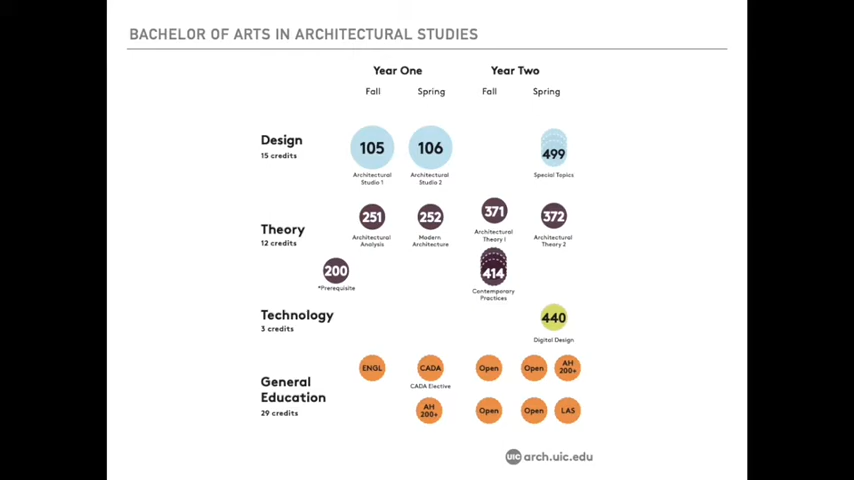 BACHELOR OF ARTS IN ARCHITECTURAL STUDIES
Year One
Year Two
Fall
Spring
Fall
Spring
Design
15 credits
105
106
499
Architectural
Studio 1
Architectural
Studio 2
Special Topics
Theory
12 credits
251
252
371
372
Architectural
Analysis
Modern
Architecture
Architectural
Theory I
Architectural
Theory 2
200
*Prerequisite
414
Contemporary
Practices
Technology
3 credits
440
Digital Design
General
Education
29 credits
ENGL
CADA
Open
Open
AH
200+
CADA Elective
AH
200+
Open
Open
LAS
UIC arch.uic.edu